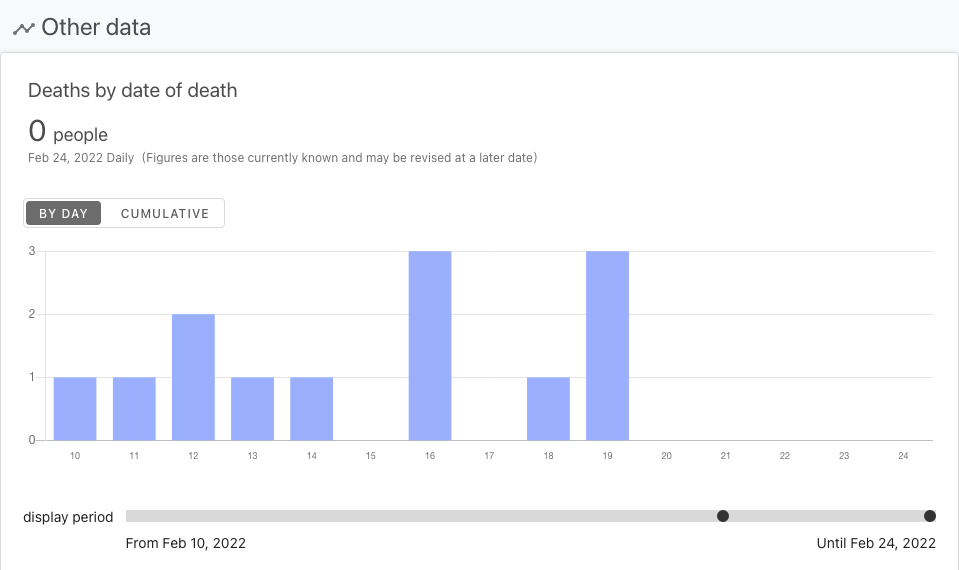 Other data
Deaths by date of death
0 people
Feb 24, 2022 Daily (Figures are those currently known and may be revised at a later date)
BY DAY CUMULATIVE
3
2
1
0
10 11 12 13 14 15 16 17 18 19 20 21 22 23 24
display period
From Feb 10, 2022 Until Feb 24, 2022